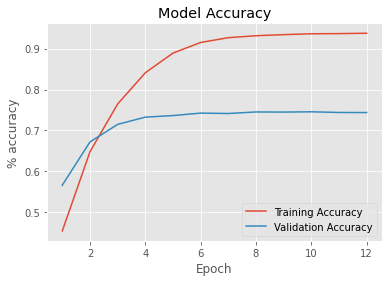 Model Accuracy
% accuracy
0.9
0.8
0.7
0.6
0.5
Training Accuracy
Validation Accuracy
2 4 6 8 10 12
Epoch